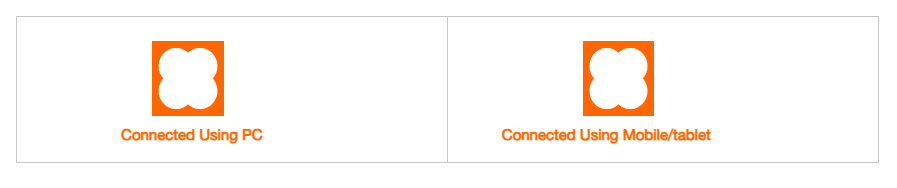 Connected Using PC
Connected Using Mobile/tablet